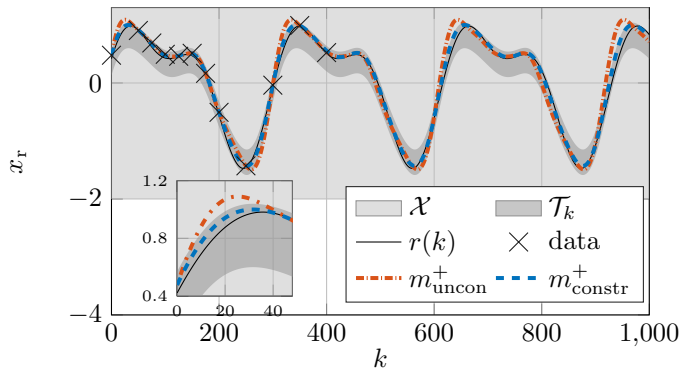 0
−2
−4
x_r
0 200 400 600 800 1,000
k
1.2
0.8
0.4
0 20 40
𝒳 𝒯_k
r(k) data
m^+_uncon m^+_constr